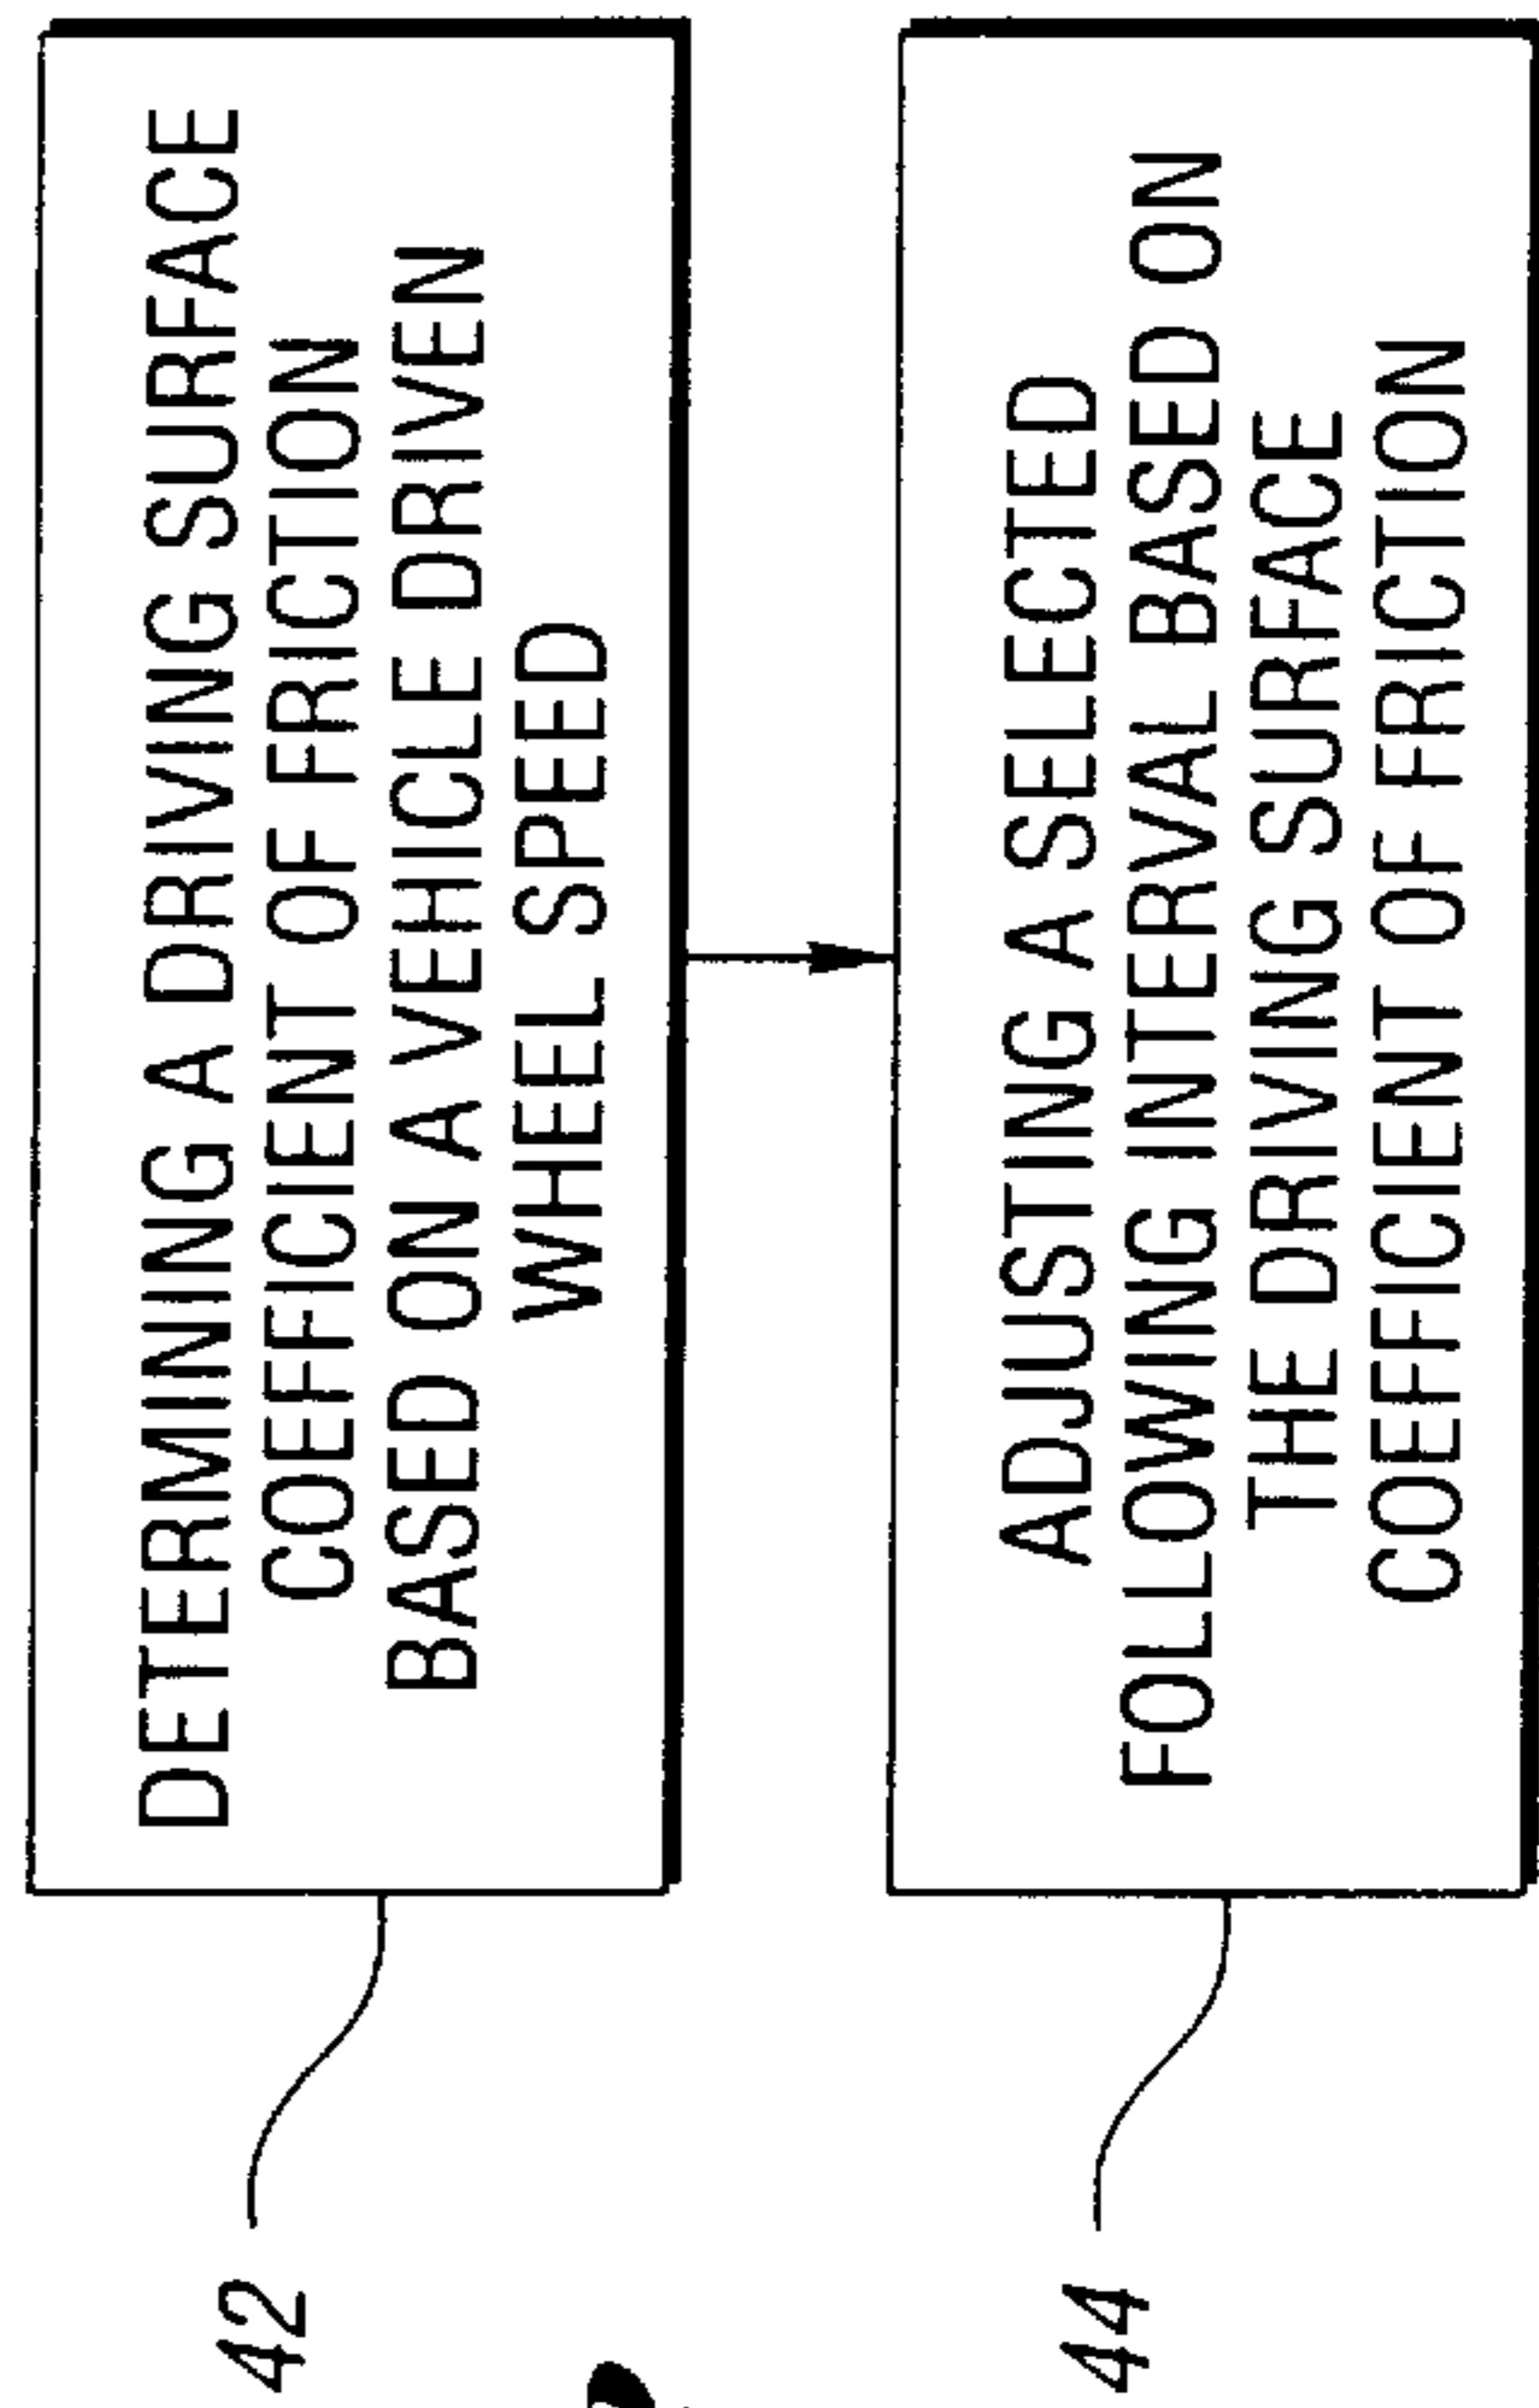 DETERMINING A DRIVING SURFACE
COEFFICIENT OF FRICTION
BASED ON A VEHICLE DRIVEN
WHEEL SPEED
42
ADJUSTING A SELECTED
FOLLOWING INTERVAL BASED ON
THE DRIVING SURFACE
COEFFICIENT OF FRICTION
44